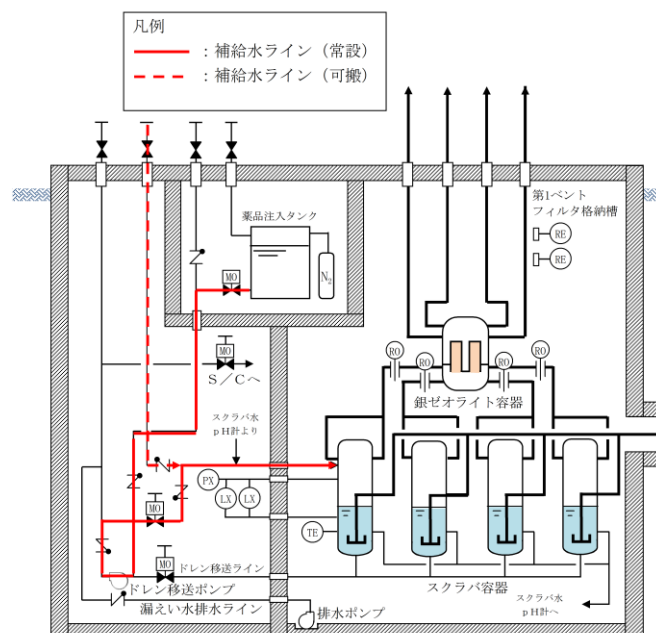 凡例
：補給水ライン（常設）
：補給水ライン（可搬）
第1ベント
フィルタ格納槽
RE
RE
薬品注入タンク
N₂
MO
MO
S／Cへ
RO
RO
RO
RO
銀ゼオライト容器
スクラバ水
pH計より
PX
LX
LX
MO
TE
MO
ドレン移送ライン
ドレン移送ポンプ
漏えい水排水ライン
排水ポンプ
スクラバ容器
スクラバ水
pH計へ